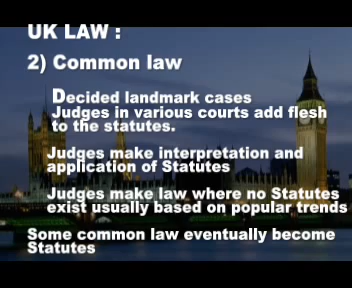 UK LAW :
2) Common law
Decided landmark cases
Judges in various courts add flesh
to the statutes.
Judges make interpretation and
application of Statutes
Judges make law where no Statutes
exist usually based on popular trends
Some common law eventually become
Statutes